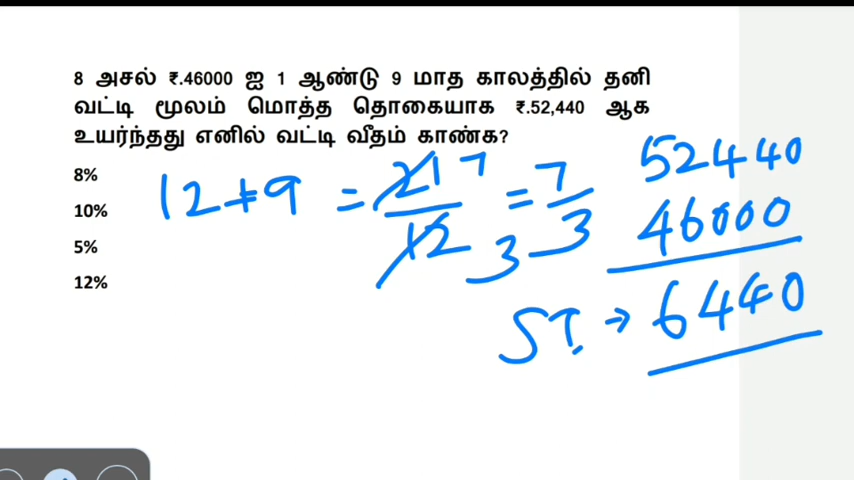 8 அசல் ₹.46000 ஐ 1 ஆண்டு 9 மாத காலத்தில் தனி
வட்டி மூலம் மொத்த தொகையாக ₹.52,440 ஆக
உயர்ந்தது எனில் வட்டி வீதம் காண்க?
8%
10%
5%
12%
12+9 = 21/12 7/3 = 7/3
52440
46000
6440
SI →